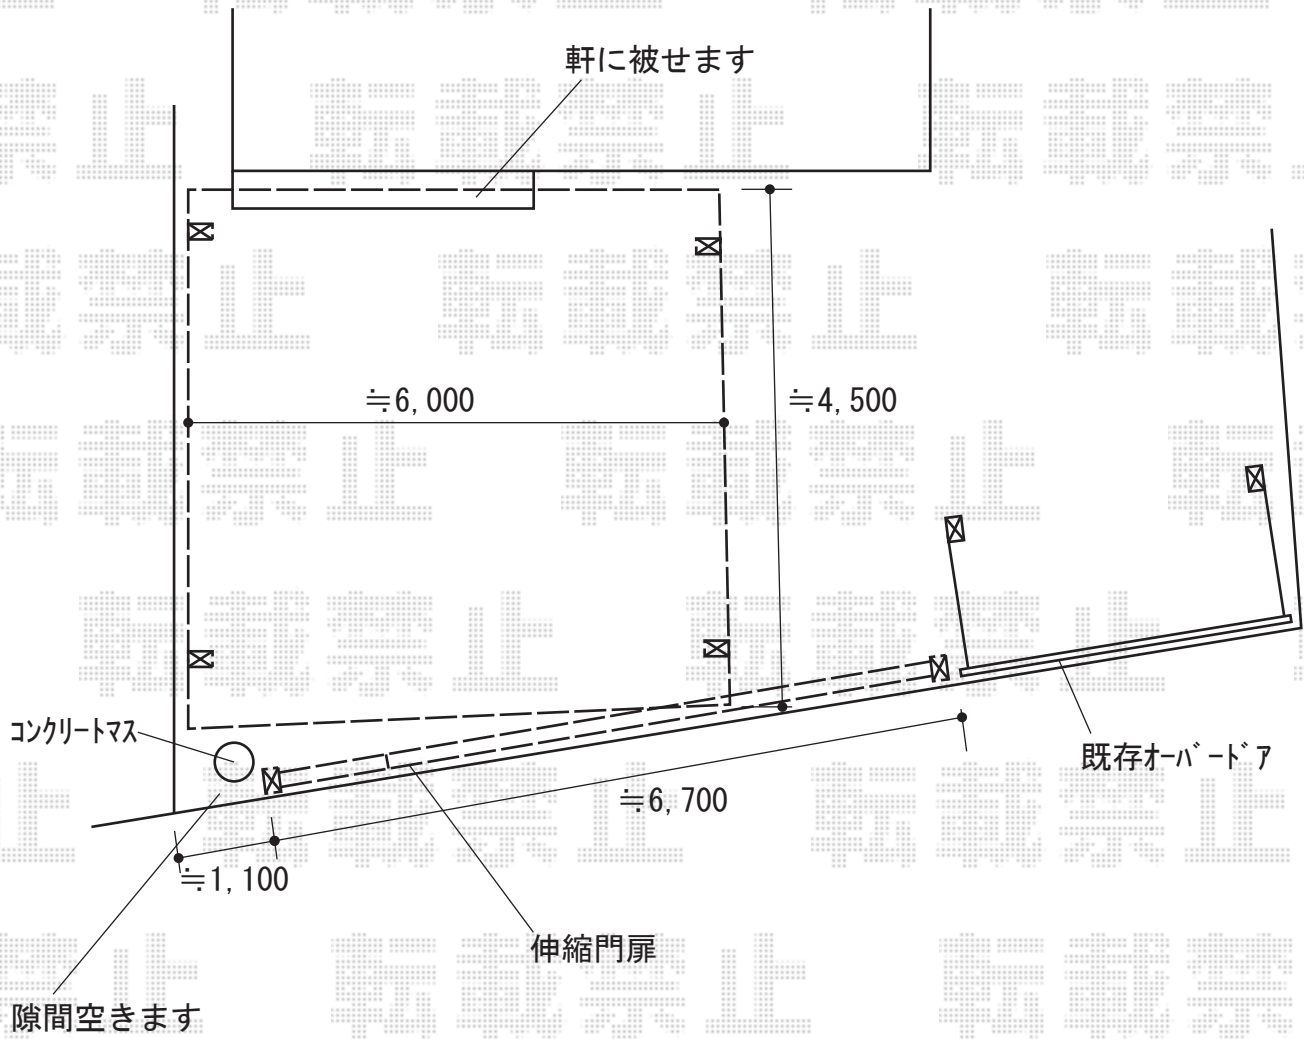 軒に被せます
≒6,000
≒4,500
コンクリートマス
既存オーバードア
≒6,700
≒1,100
伸縮門扉
隙間空きます
転載禁止